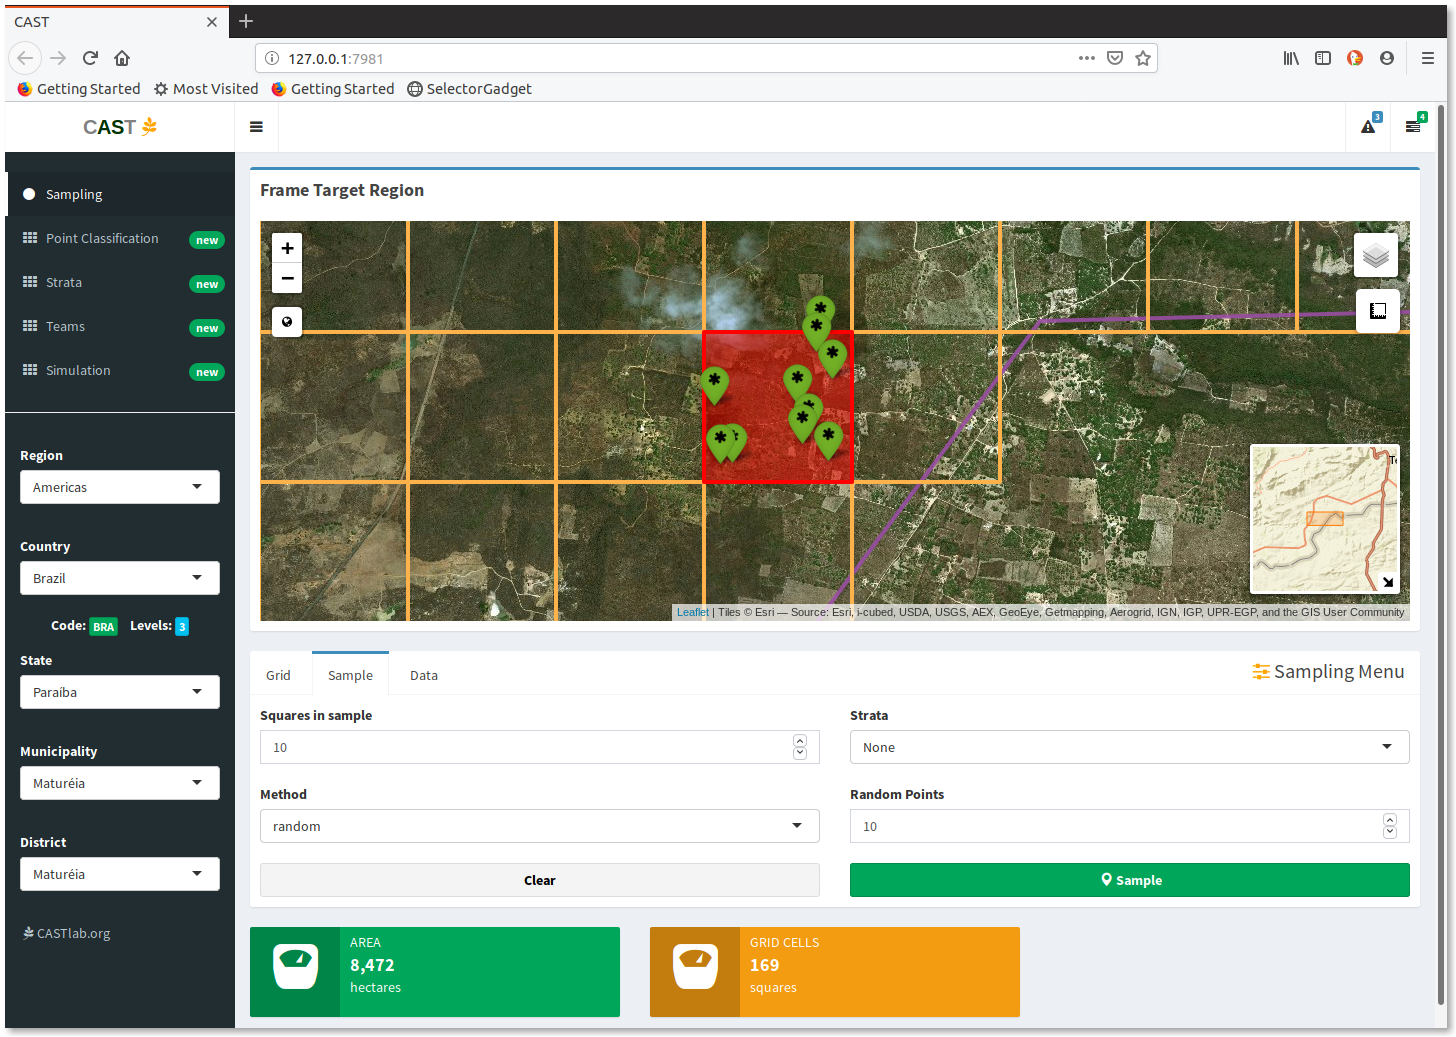 CAST
127.0.0.1:7981
Getting Started Most Visited Getting Started SelectorGadget
CAST
3
4
Sampling
Point Classification new
Strata new
Teams new
Simulation new
Region
Americas
Country
Brazil
Code: BRA Levels: 3
State
Paraíba
Municipality
Maturéia
District
Maturéia
CASTlab.org
Frame Target Region
+
−
Leaflet | Tiles © Esri — Source: Esri, i-cubed, USDA, USGS, AEX, GeoEye, Getmapping, Aerogrid, IGN, IGP, UPR-EGP, and the GIS User Community
Grid Sample Data Sampling Menu
Squares in sample
10
Strata
None
Method
random
Random Points
10
Clear
Sample
AREA
8,472
hectares
GRID CELLS
169
squares